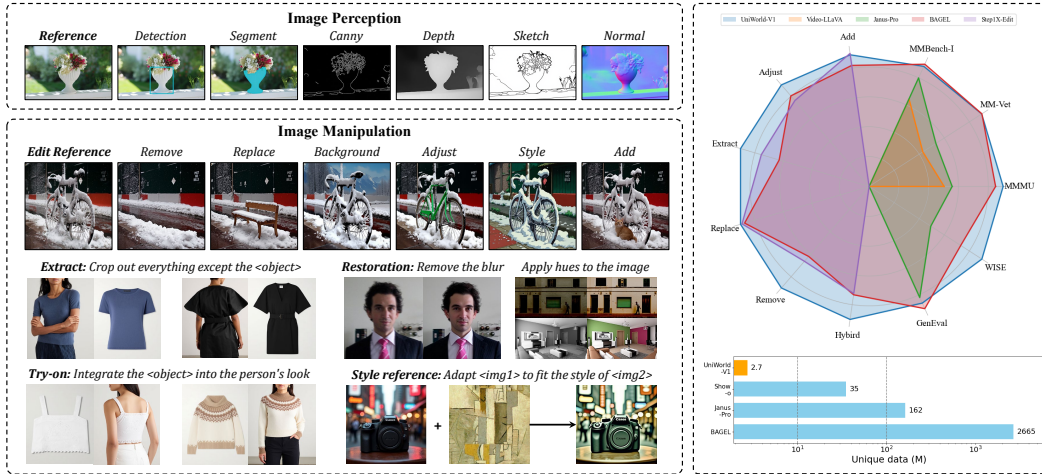 Image Perception
Reference Detection Segment Canny Depth Sketch Normal
Image Manipulation
Edit Reference Remove Replace Background Adjust Style Add
Extract: Crop out everything except the <object>
Restoration: Remove the blur
Apply hues to the image
Try-on: Integrate the <object> into the person's look
Style reference: Adapt <img1> to fit the style of <img2>
+
UniWorld-V1 Video-LLaVA Janus-Pro BAGEL Step1X-Edit
Add
MMBench-I
Adjust
MM-Vet
Extract
MMMU
Replace
WISE
Remove
GenEval
Hybird
UniWorld
-V1
2.7
Show
-o
35
Janus
-Pro
162
BAGEL
2665
10¹ 10² 10³
Unique data (M)